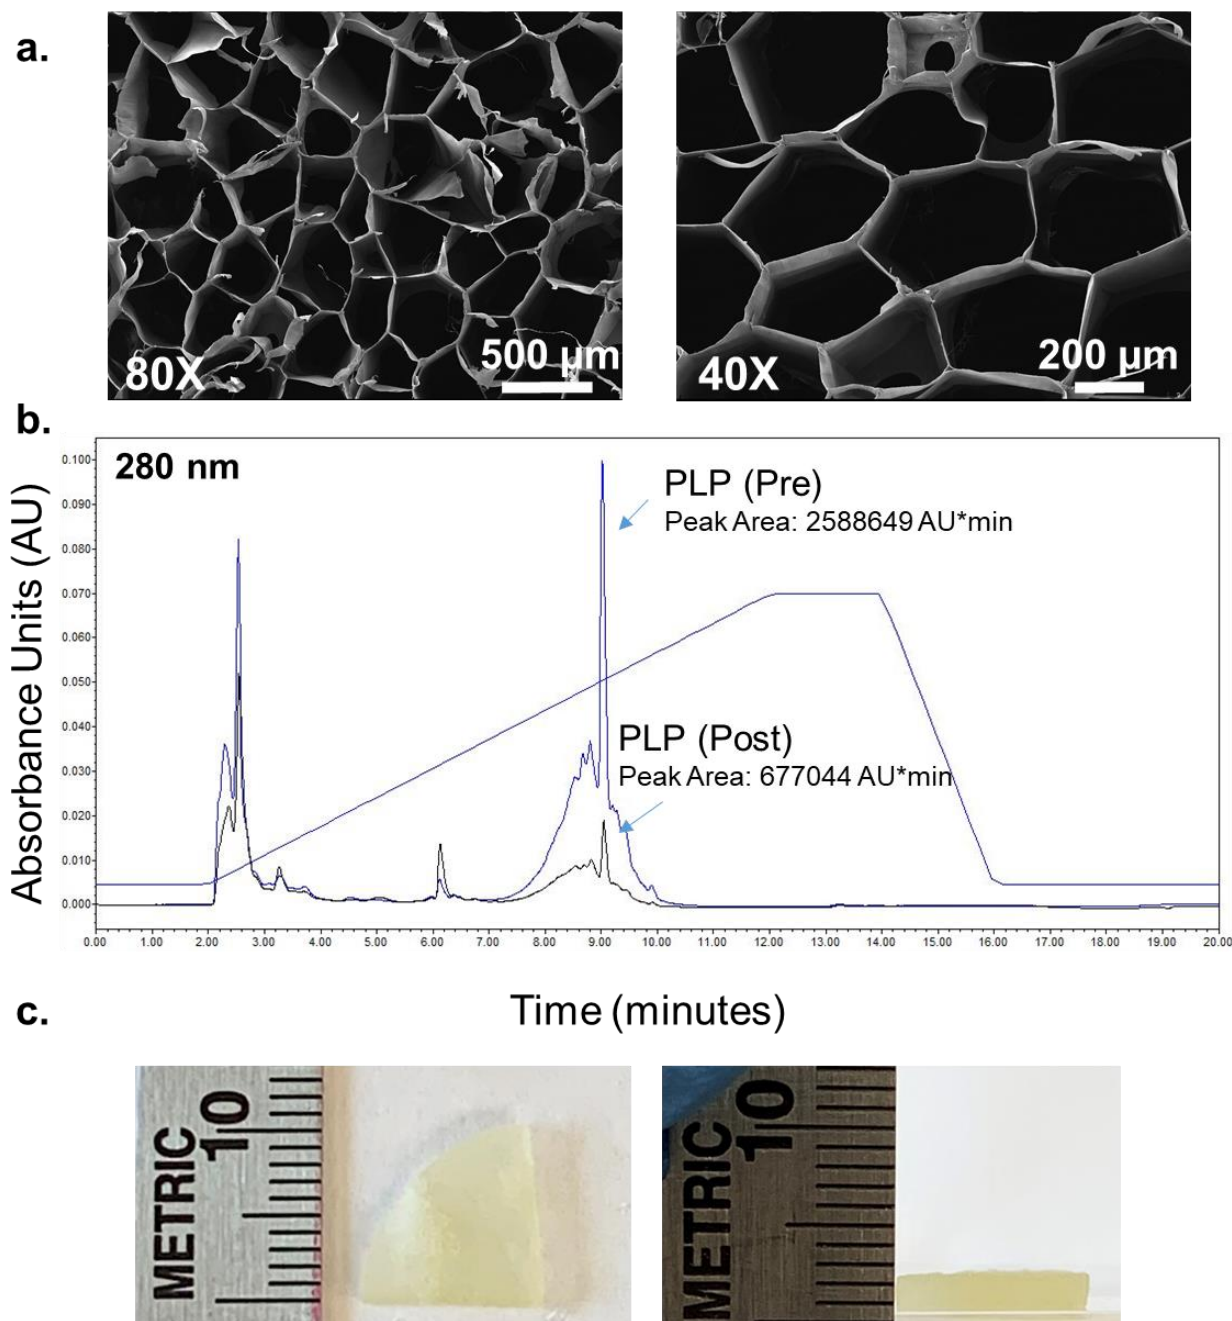 a.
80X
500 µm
40X
200 µm
b.
280 nm
PLP (Pre)
Peak Area: 2588649 AU*min
PLP (Post)
Peak Area: 677044 AU*min
Absorbance Units (AU)
0.100
0.090
0.080
0.070
0.060
0.050
0.040
0.030
0.020
0.010
0.000
0.00 1.00 2.00 3.00 4.00 5.00 6.00 7.00 8.00 9.00 10.00 11.00 12.00 13.00 14.00 15.00 16.00 17.00 18.00 19.00 20.00
Time (minutes)
c.
METRIC
10
METRIC
10